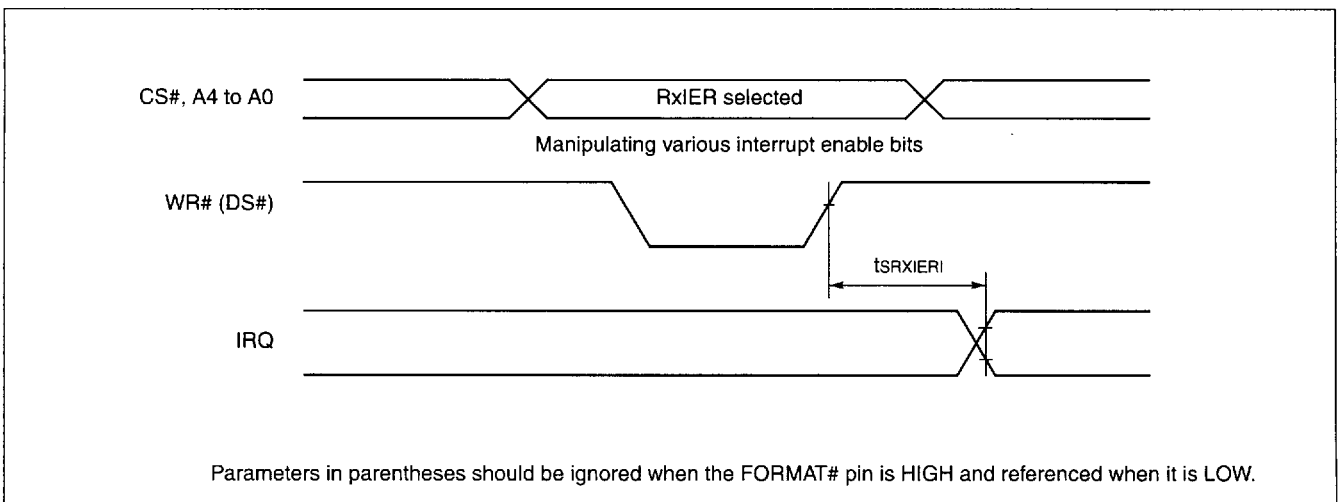 CS#, A4 to A0
RxIER selected
Manipulating various interrupt enable bits
WR# (DS#)
tSRXIERI
IRQ
Parameters in parentheses should be ignored when the FORMAT# pin is HIGH and referenced when it is LOW.